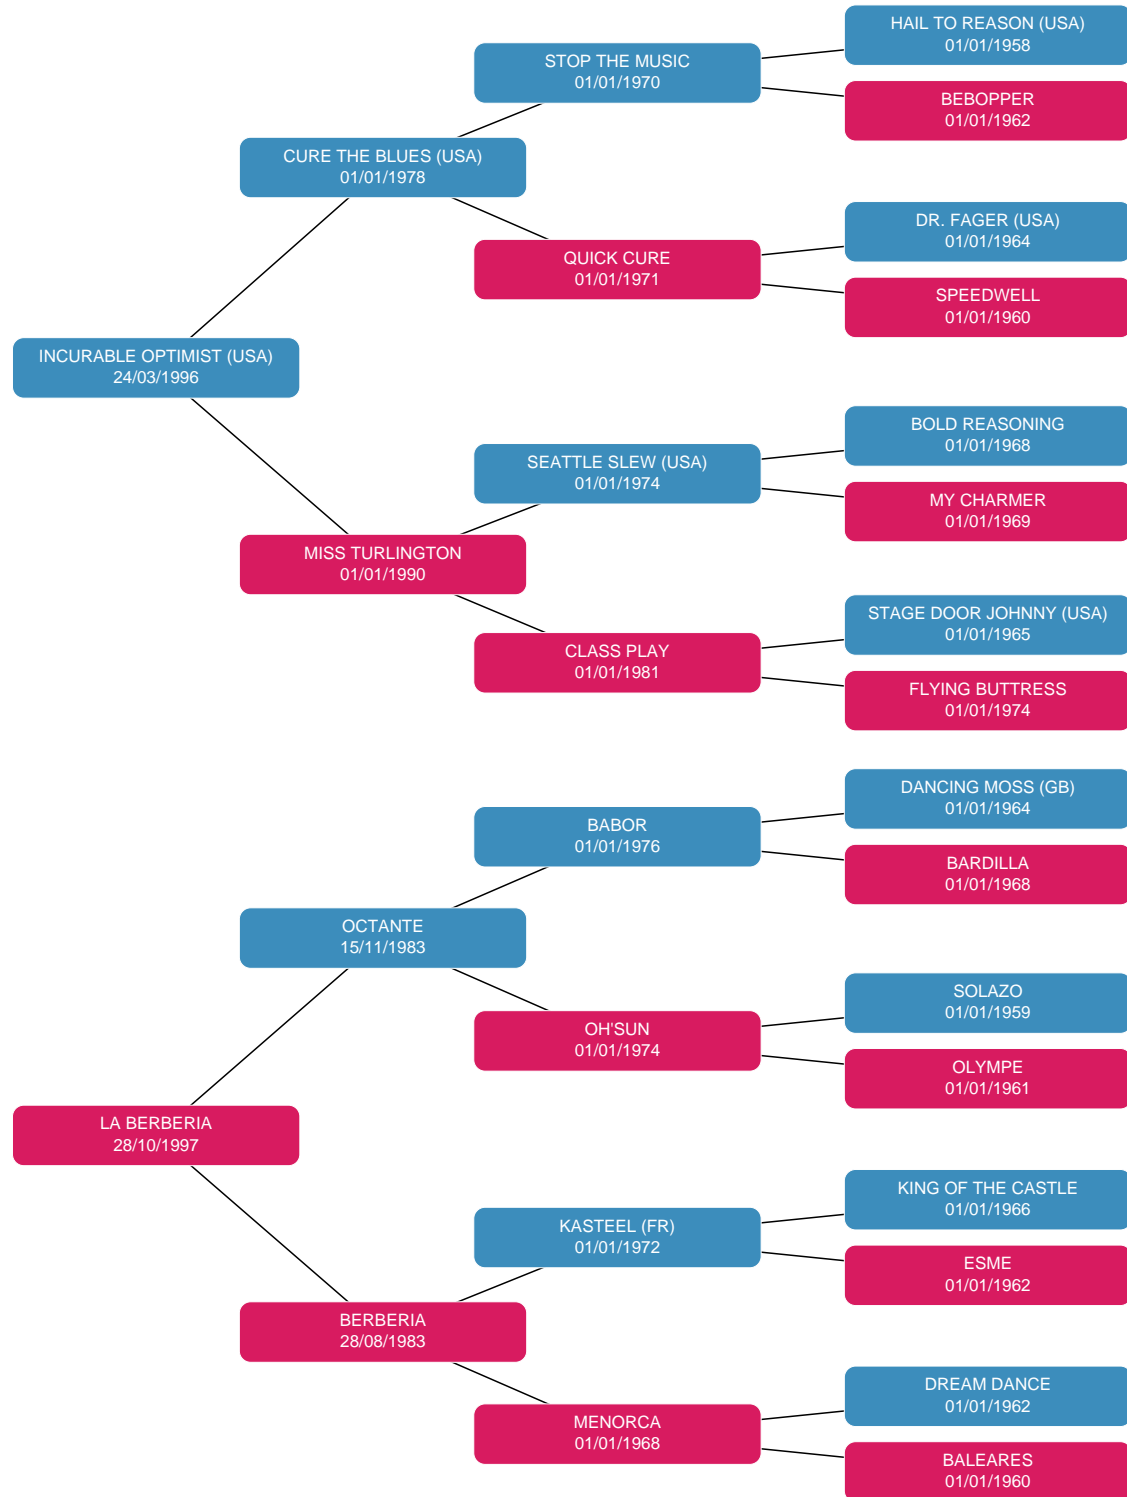 HAIL TO REASON (USA)
01/01/1958
STOP THE MUSIC
01/01/1970
BEBOPPER
01/01/1962
CURE THE BLUES (USA)
01/01/1978
DR. FAGER (USA)
01/01/1964
QUICK CURE
01/01/1971
SPEEDWELL
01/01/1960
INCURABLE OPTIMIST (USA)
24/03/1996
BOLD REASONING
01/01/1968
SEATTLE SLEW (USA)
01/01/1974
MY CHARMER
01/01/1969
MISS TURLINGTON
01/01/1990
STAGE DOOR JOHNNY (USA)
01/01/1965
CLASS PLAY
01/01/1981
FLYING BUTTRESS
01/01/1974
DANCING MOSS (GB)
01/01/1964
BABOR
01/01/1976
BARDILLA
01/01/1968
OCTANTE
15/11/1983
SOLAZO
01/01/1959
OH'SUN
01/01/1974
OLYMPE
01/01/1961
LA BERBERIA
28/10/1997
KING OF THE CASTLE
01/01/1966
KASTEEL (FR)
01/01/1972
ESME
01/01/1962
BERBERIA
28/08/1983
DREAM DANCE
01/01/1962
MENORCA
01/01/1968
BALEARES
01/01/1960